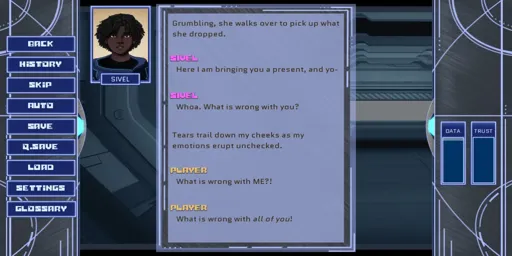 BACK
HISTORY
SKIP
AUTO
SAVE
Q.SAVE
LOAD
SETTINGS
GLOSSARY
SIVEL
Grumbling, she walks over to pick up what
she dropped.
SIVEL
Here I am bringing you a present, and yo-
SIVEL
Whoa. What is wrong with you?
Tears trail down my cheeks as my
emotions erupt unchecked.
PLAYER
What is wrong with ME?!
PLAYER
What is wrong with all of you!
DATA
TRUST